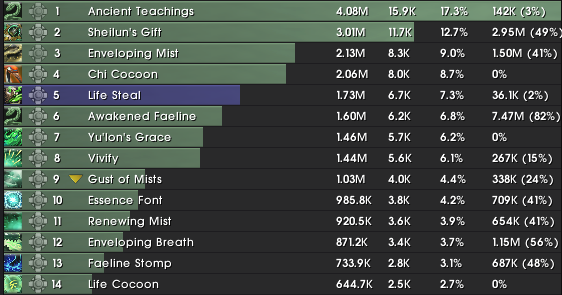 1 Ancient Teachings 4.08M 15.9K 17.3% 142K (3%)
2 Sheilun's Gift 3.01M 11.7K 12.7% 2.95M (49%)
3 Enveloping Mist 2.13M 8.3K 9.0% 1.50M (41%)
4 Chi Cocoon 2.06M 8.0K 8.7% 0%
5 Life Steal 1.73M 6.7K 7.3% 36.1K (2%)
6 Awakened Faeline 1.60M 6.2K 6.8% 7.47M (82%)
7 Yu'lon's Grace 1.46M 5.7K 6.2% 0%
8 Vivify 1.44M 5.6K 6.1% 267K (15%)
9 Gust of Mists 1.03M 4.0K 4.4% 338K (24%)
10 Essence Font 985.8K 3.8K 4.2% 709K (41%)
11 Renewing Mist 920.5K 3.6K 3.9% 654K (41%)
12 Enveloping Breath 871.2K 3.4K 3.7% 1.15M (56%)
13 Faeline Stomp 733.9K 2.8K 3.1% 687K (48%)
14 Life Cocoon 644.7K 2.5K 2.7% 0%